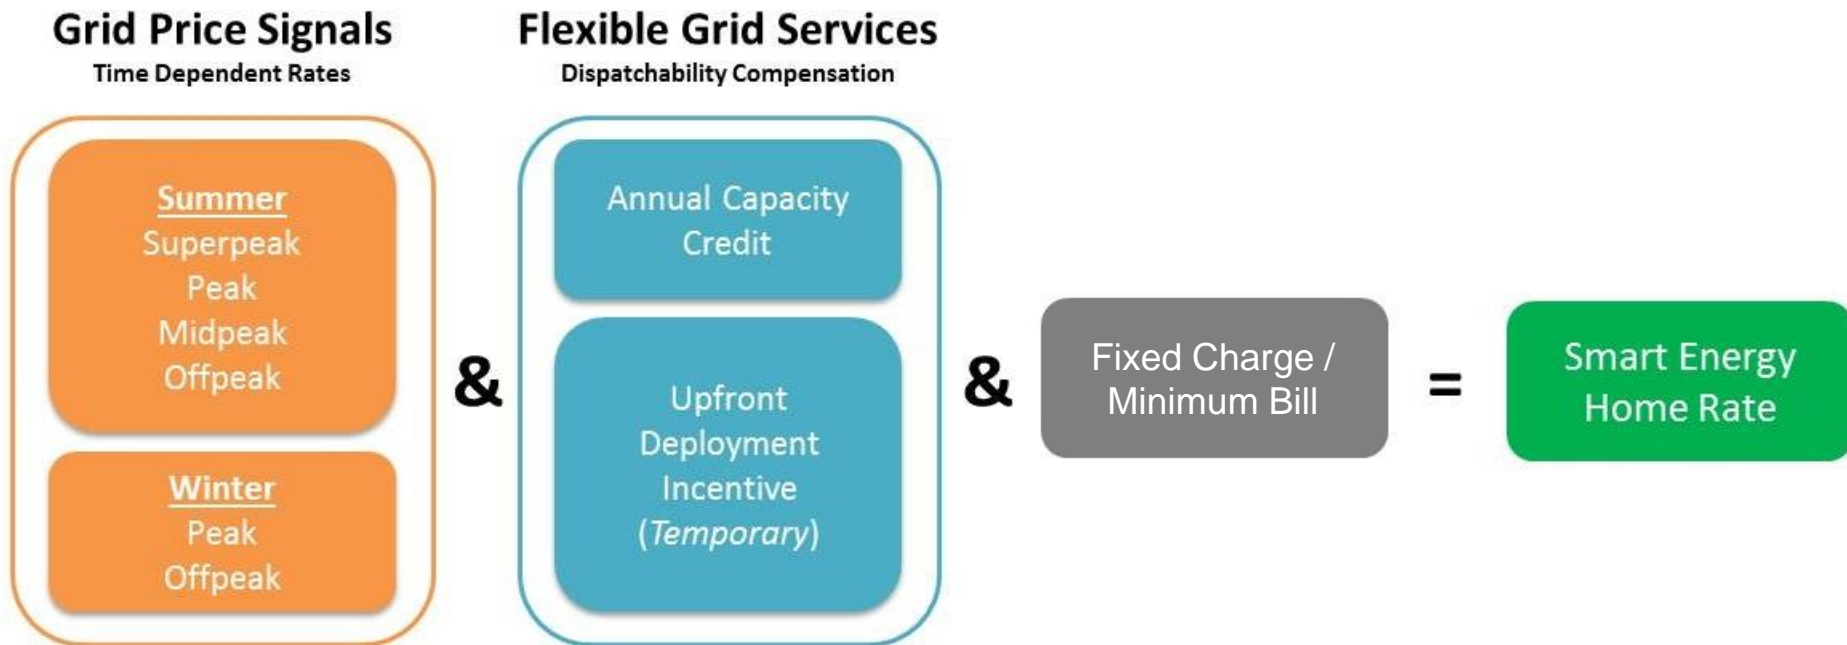 Grid Price Signals
Time Dependent Rates
Summer
Superpeak
Peak
Midpeak
Offpeak
Winter
Peak
Offpeak
&
Flexible Grid Services
Dispatchability Compensation
Annual Capacity
Credit
Upfront
Deployment
Incentive
(Temporary)
&
Fixed Charge /
Minimum Bill
=
Smart Energy
Home Rate